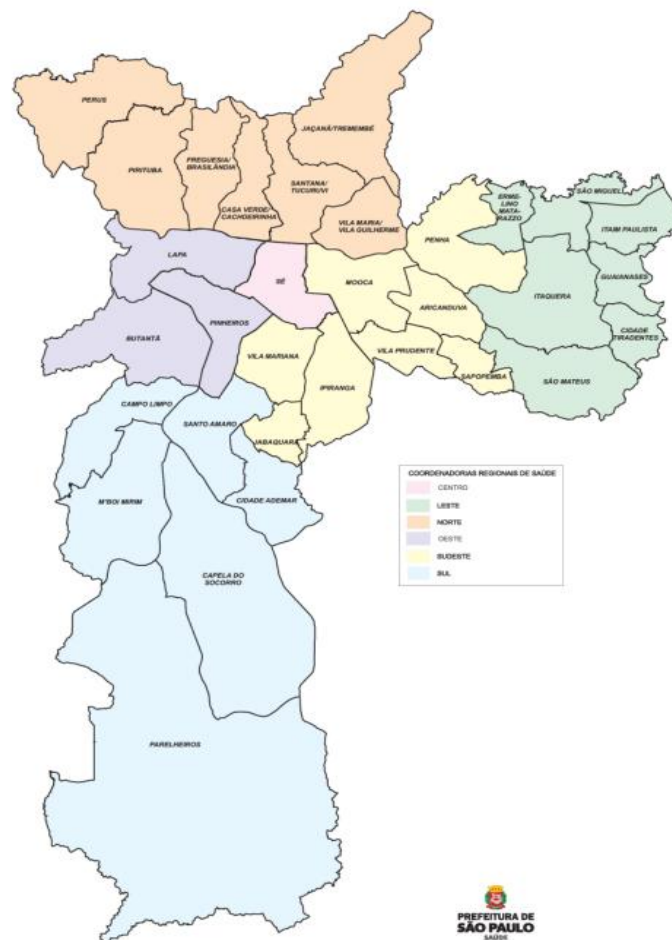 PERUS
JAÇANÃ/TREMEMBÉ
PIRITUBA
FREGUESIA/
BRASILÂNDIA
SANTANA/
TUCURUVI
CASA VERDE/
CACHOEIRINHA
VILA MARIA/
VILA GUILHERME
ERME-
LINO MATA-
RAZZO
SÃO MIGUEL
ITAIM PAULISTA
PENHA
LAPA
SÉ
MOOCA
GUAIANASES
ITAQUERA
ARICANDUVA
PINHEIROS
BUTANTÃ
CIDADE
TIRADENTES
VILA PRUDENTE
VILA MARIANA
SAPOPEMBA
SÃO MATEUS
IPIRANGA
CAMPO LIMPO
SANTO AMARO
JABAQUARA
M'BOI MIRIM
CIDADE ADEMAR
COORDENADORIAS REGIONAIS DE SAÚDE
CENTRO
LESTE
NORTE
OESTE
SUDESTE
SUL
CAPELA DO
SOCORRO
PARELHEIROS
PREFEITURA DE
SÃO PAULO
SAÚDE